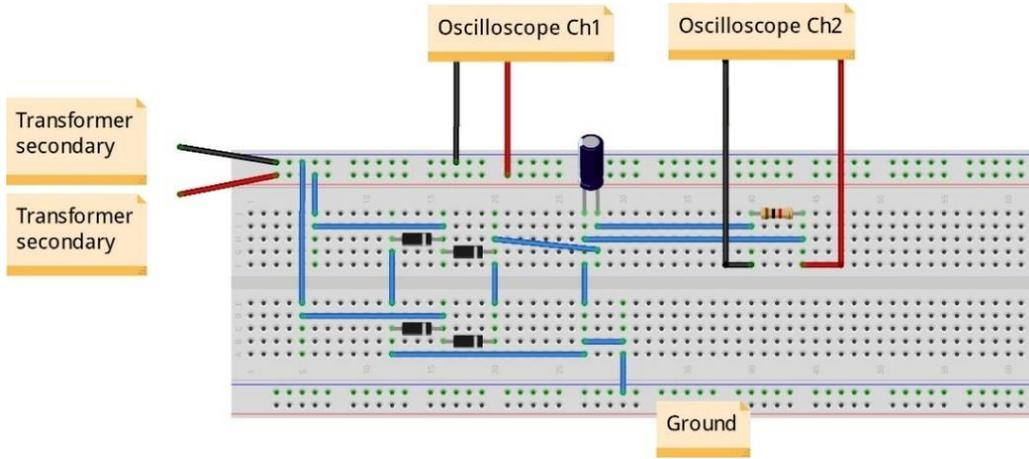 Oscilloscope Ch1
Oscilloscope Ch2
Transformer
secondary
Transformer
secondary
Ground